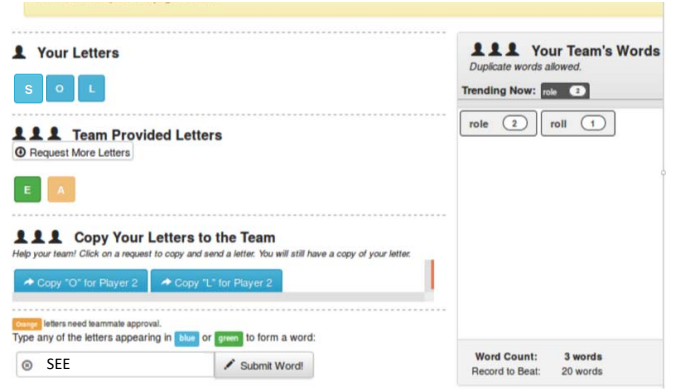 Your Letters
S O L
Team Provided Letters
Request More Letters
E A
Copy Your Letters to the Team
Help your team! Click on a request to copy and send a letter. You will still have a copy of your letter.
Copy "O" for Player 2 Copy "L" for Player 2
Orange letters need teammate approval.
Type any of the letters appearing in blue or green to form a word:
SEE Submit Word!
Your Team's Words
Duplicate words allowed.
Trending Now: role 2
role 2 roll 1
Word Count: 3 words
Record to Beat: 20 words